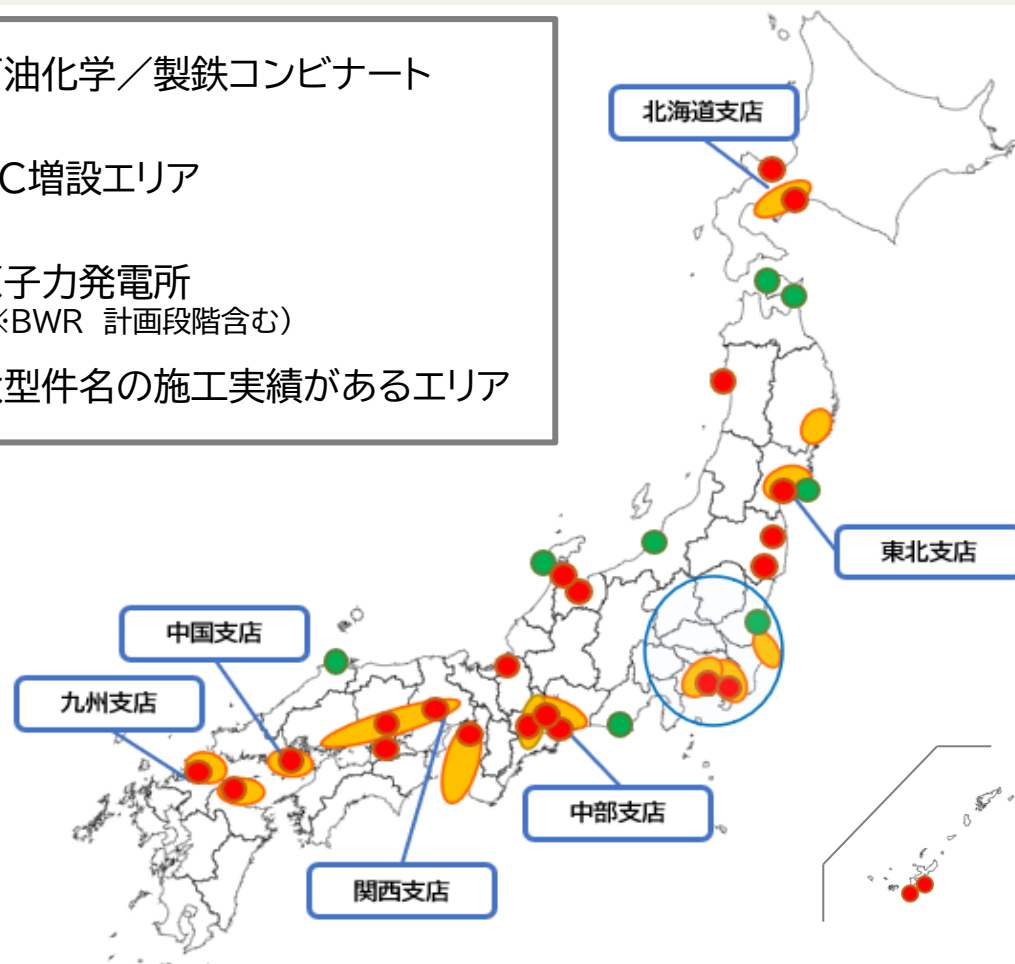 油化学／製鉄コンビナート
C増設エリア
子力発電所
※BWR 計画段階含む）
型件名の施工実績があるエリア
北海道支店
東北支店
中国支店
九州支店
中部支店
関西支店